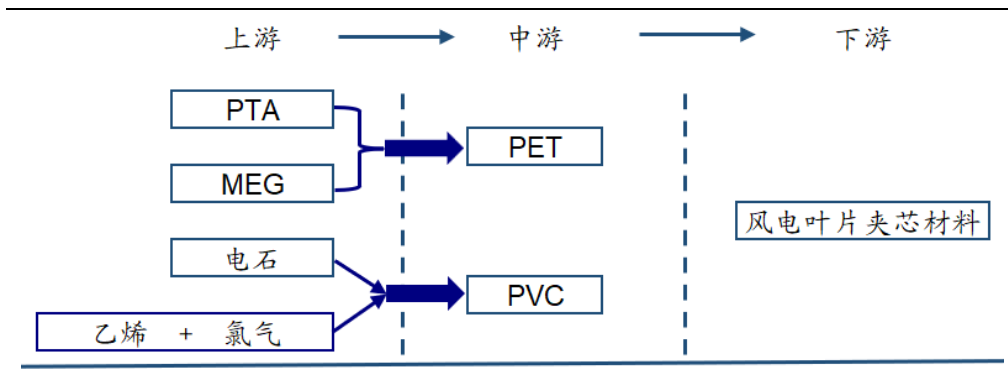 上游 中游 下游
PTA
PET
MEG
风电叶片夹芯材料
电石
PVC
乙烯 + 氯气